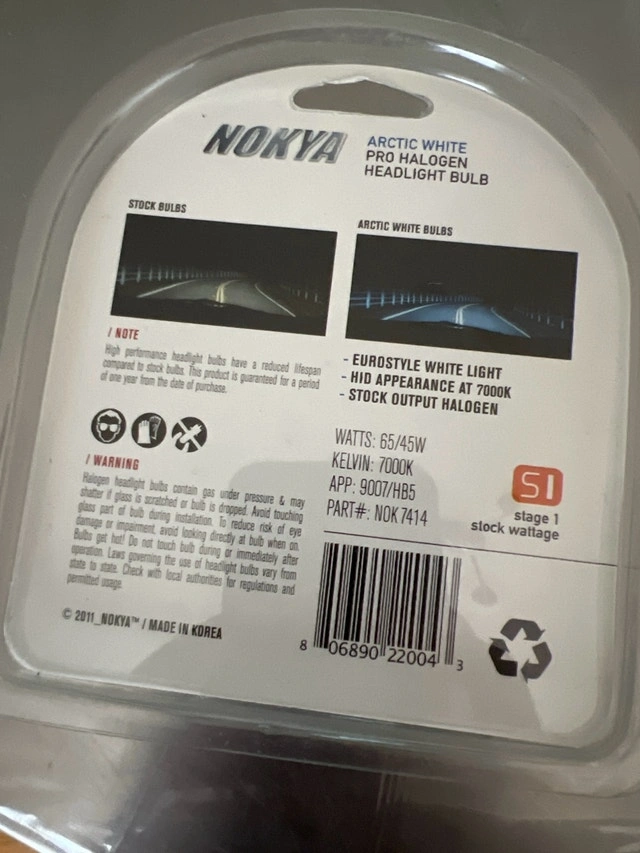 NOKYA
ARCTIC WHITE
PRO HALOGEN
HEADLIGHT BULB
STOCK BULBS
ARCTIC WHITE BULBS
/ NOTE
High performance headlight bulbs have a reduced lifespan
compared to stock bulbs. This product is guaranteed for a period
of one year from the date of purchase.
- EUROSTYLE WHITE LIGHT
- HID APPEARANCE AT 7000K
- STOCK OUTPUT HALOGEN
WATTS: 65/45W
KELVIN: 7000K
APP: 9007/HB5
PART#: NOK7414
S1
stage 1
stock wattage
/ WARNING
Halogen headlight bulbs contain gas under pressure & may
shatter if glass is scratched or bulb is dropped. Avoid touching
glass part of bulb during installation. To reduce risk of eye
damage or impairment, avoid looking directly at bulb when on.
Bulbs get hot! Do not touch bulb during or immediately after
operation. Laws governing the use of headlight bulbs vary from
state to state. Check with local authorities for regulations and
permitted usage.
© 2011_NOKYA™ / MADE IN KOREA
8 06890 22004 3